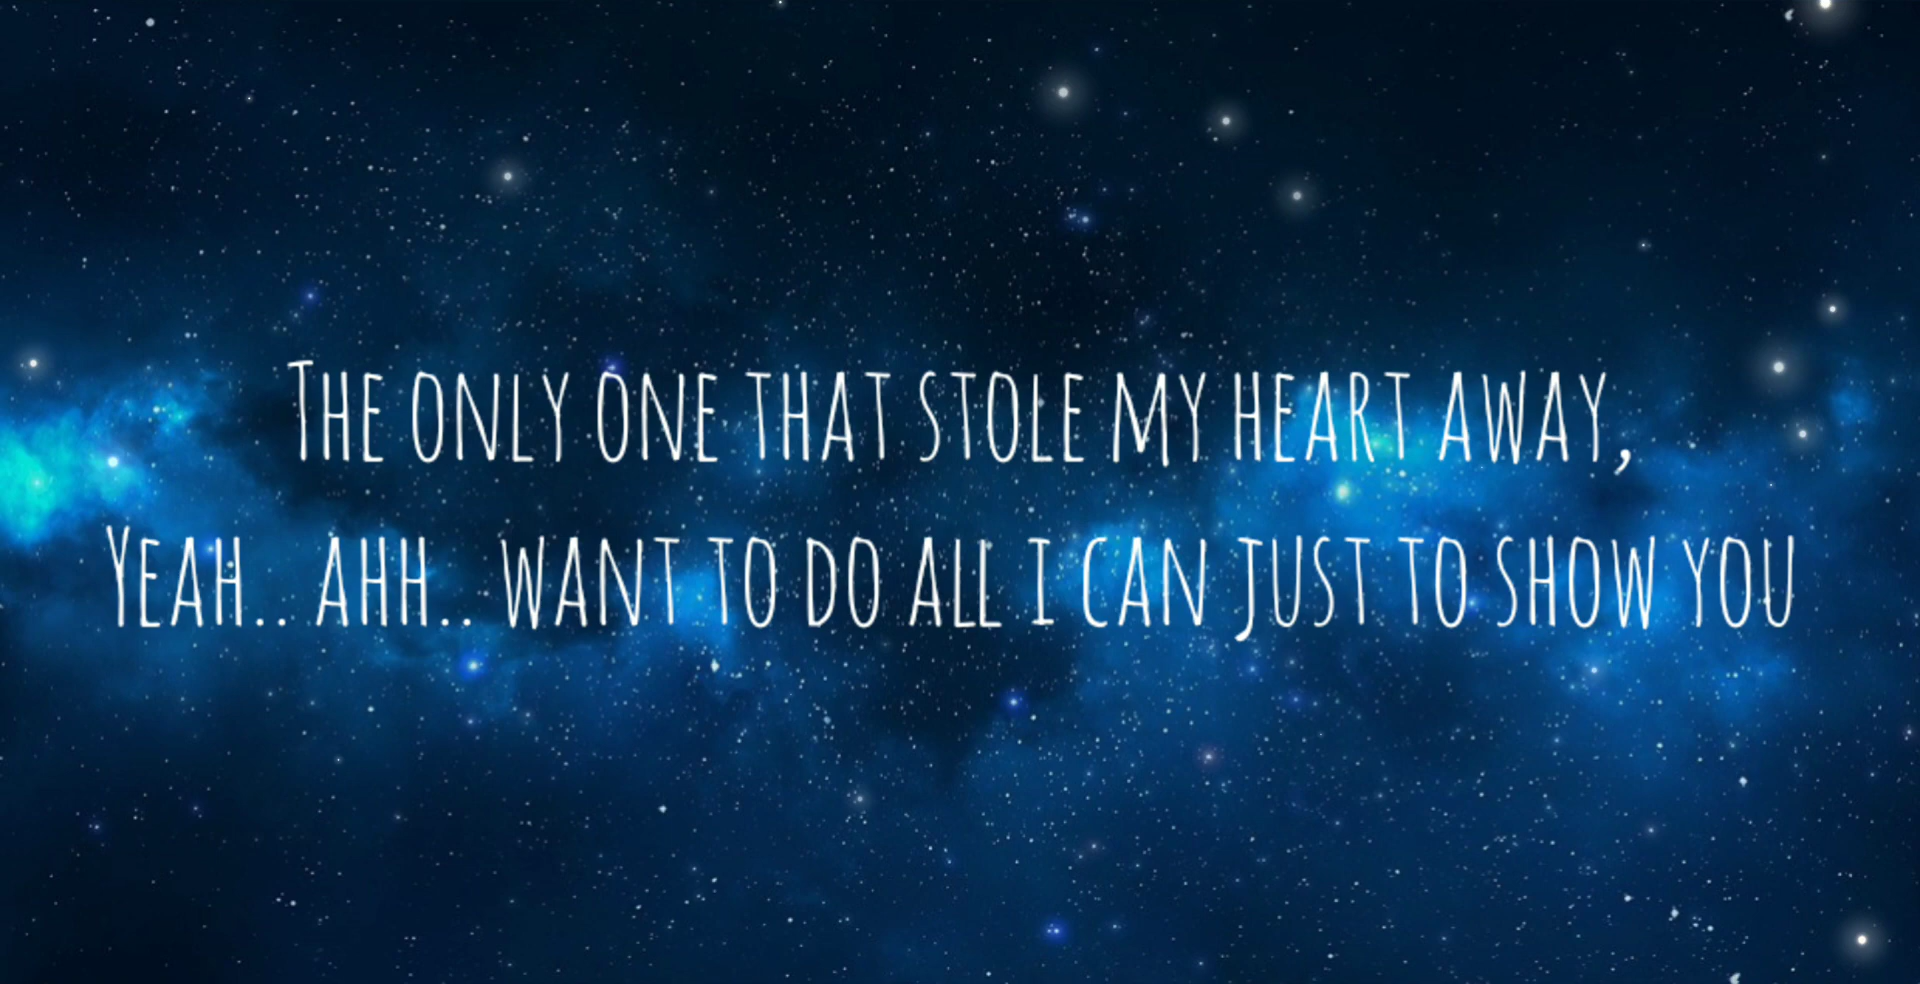 The only one that stole my heart away,
Yeah.. ahh.. want to do all i can just to show you